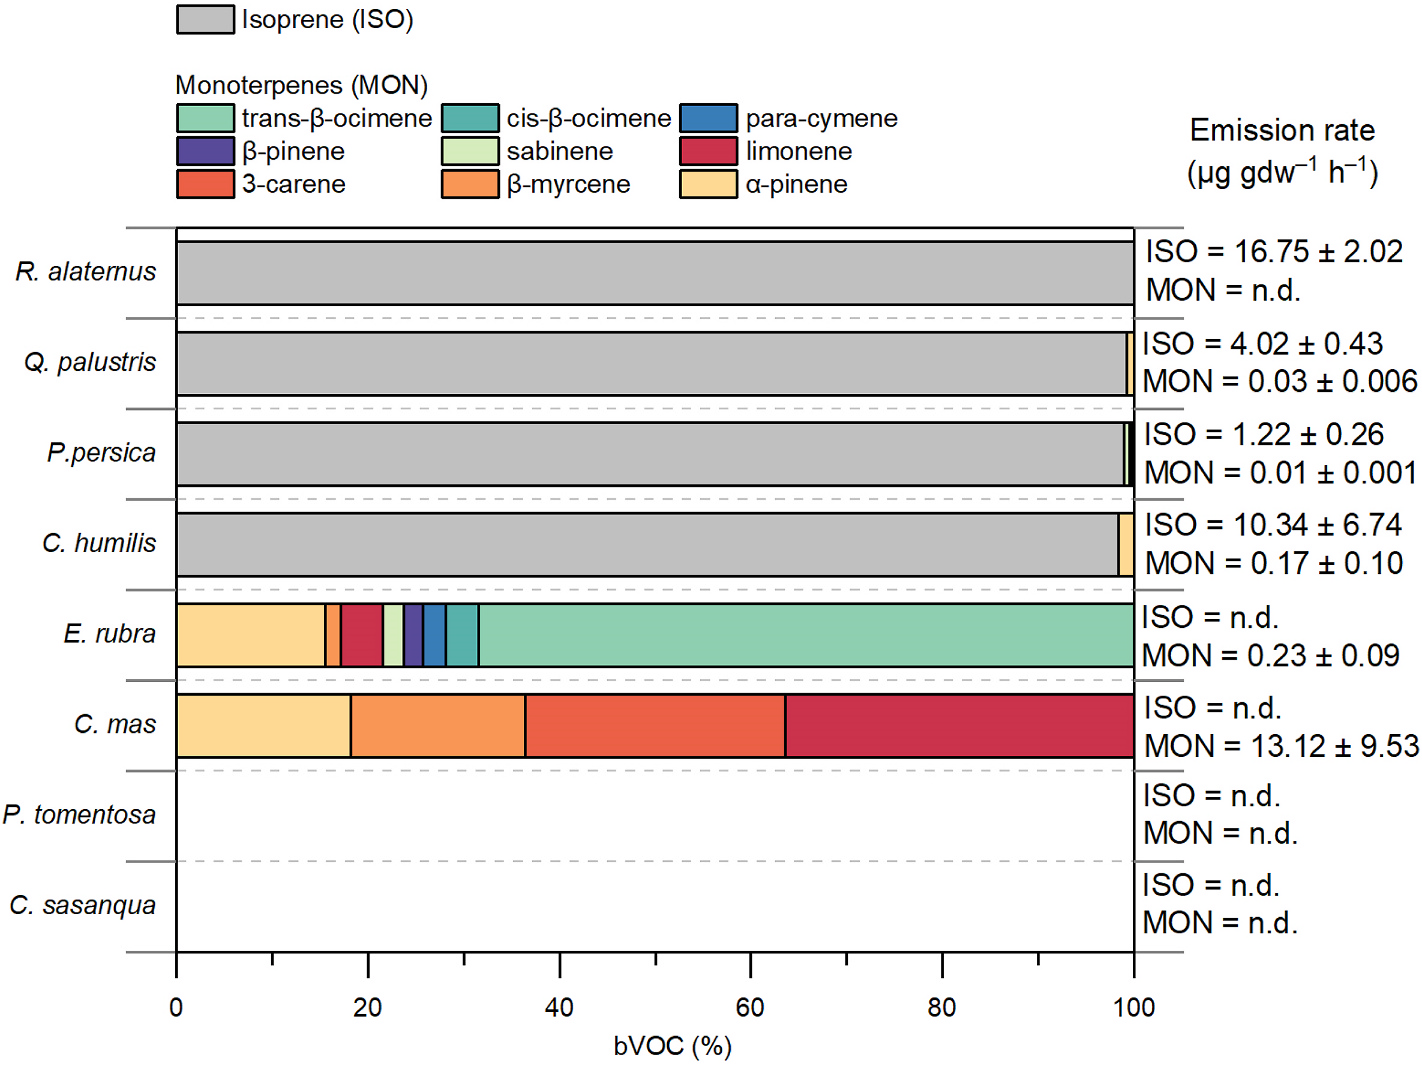 Isoprene (ISO)
Monoterpenes (MON)
trans-β-ocimene cis-β-ocimene para-cymene
β-pinene sabinene limonene
3-carene β-myrcene α-pinene
Emission rate
(µg gdw⁻¹ h⁻¹)
R. alaternus
ISO = 16.75 ± 2.02
MON = n.d.
Q. palustris
ISO = 4.02 ± 0.43
MON = 0.03 ± 0.006
P.persica
ISO = 1.22 ± 0.26
MON = 0.01 ± 0.001
C. humilis
ISO = 10.34 ± 6.74
MON = 0.17 ± 0.10
E. rubra
ISO = n.d.
MON = 0.23 ± 0.09
C. mas
ISO = n.d.
MON = 13.12 ± 9.53
P. tomentosa
ISO = n.d.
MON = n.d.
C. sasanqua
ISO = n.d.
MON = n.d.
0 20 40 60 80 100
bVOC (%)